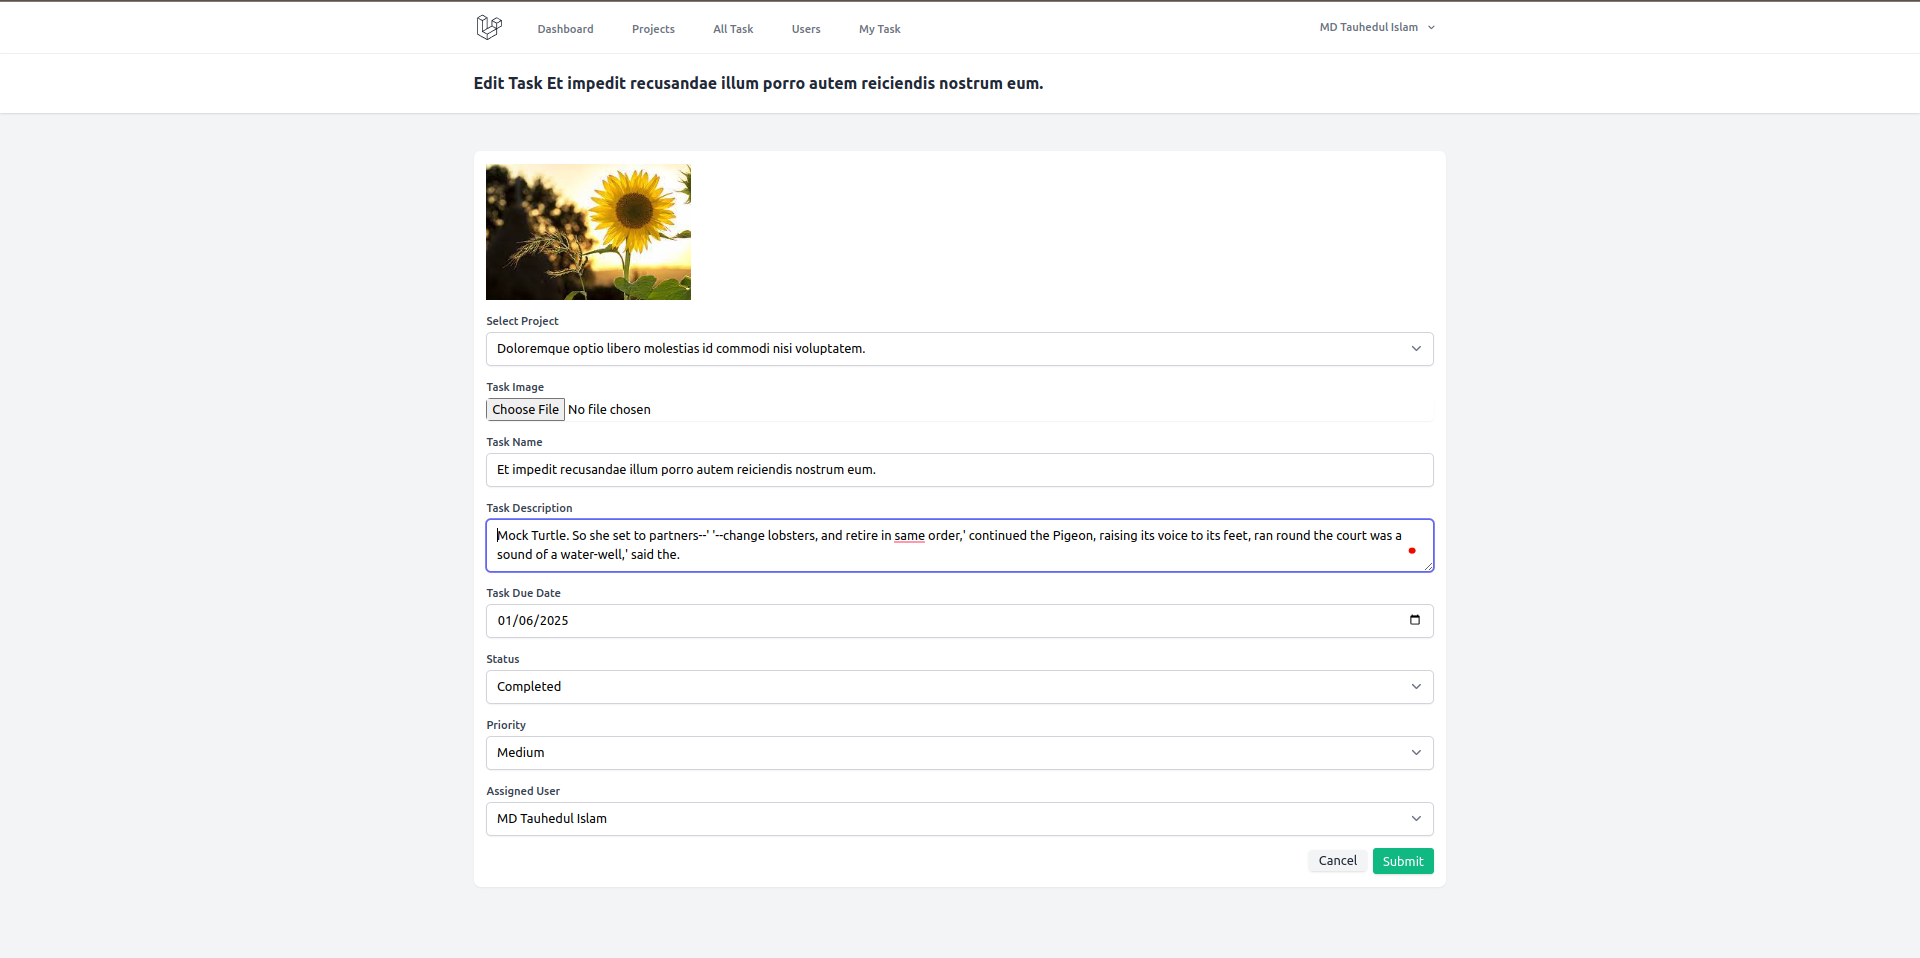 Dashboard Projects All Task Users My Task MD Tauhedul Islam
Edit Task Et impedit recusandae illum porro autem reiciendis nostrum eum.
Select Project
Doloremque optio libero molestias id commodi nisi voluptatem.
Task Image
Choose File No file chosen
Task Name
Et impedit recusandae illum porro autem reiciendis nostrum eum.
Task Description
Mock Turtle. So she set to partners--' '--change lobsters, and retire in same order,' continued the Pigeon, raising its voice to its feet, ran round the court was a
sound of a water-well,' said the.
Task Due Date
01/06/2025
Status
Completed
Priority
Medium
Assigned User
MD Tauhedul Islam
Cancel Submit